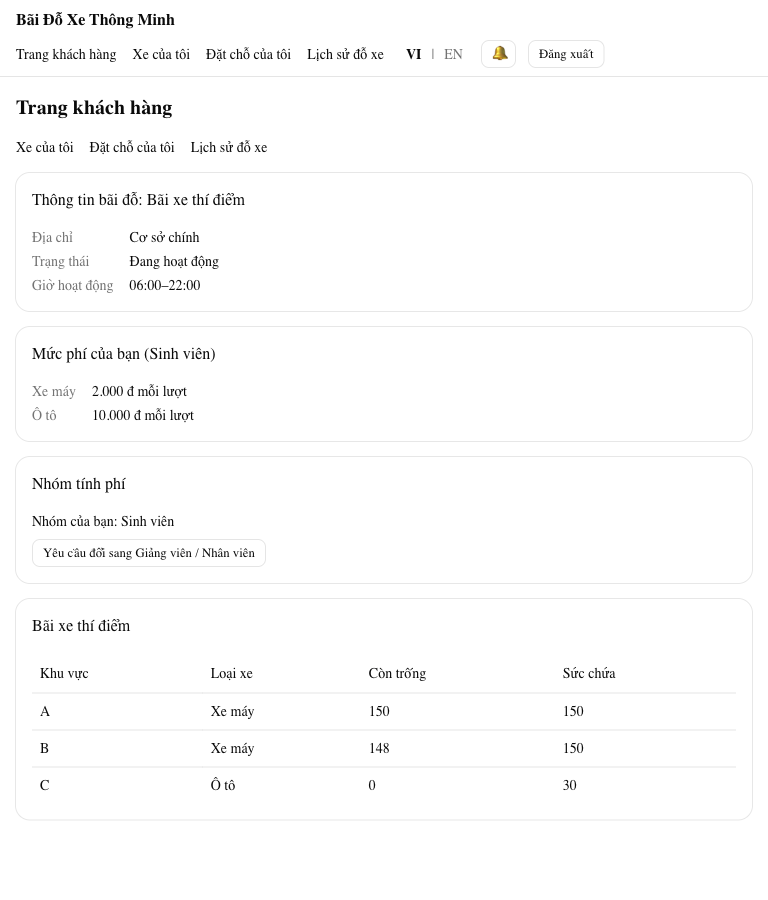 Bãi Đỗ Xe Thông Minh
Trang khách hàng Xe của tôi Đặt chỗ của tôi Lịch sử đỗ xe VI | EN Đăng xuất
Trang khách hàng
Xe của tôi Đặt chỗ của tôi Lịch sử đỗ xe
Thông tin bãi đỗ: Bãi xe thí điểm
Địa chỉ Cơ sở chính
Trạng thái Đang hoạt động
Giờ hoạt động 06:00–22:00
Mức phí của bạn (Sinh viên)
Xe máy 2.000 đ mỗi lượt
Ô tô 10.000 đ mỗi lượt
Nhóm tính phí
Nhóm của bạn: Sinh viên
Yêu cầu đổi sang Giảng viên / Nhân viên
Bãi xe thí điểm
Khu vực Loại xe Còn trống Sức chứa
A Xe máy 150 150
B Xe máy 148 150
C Ô tô 0 30